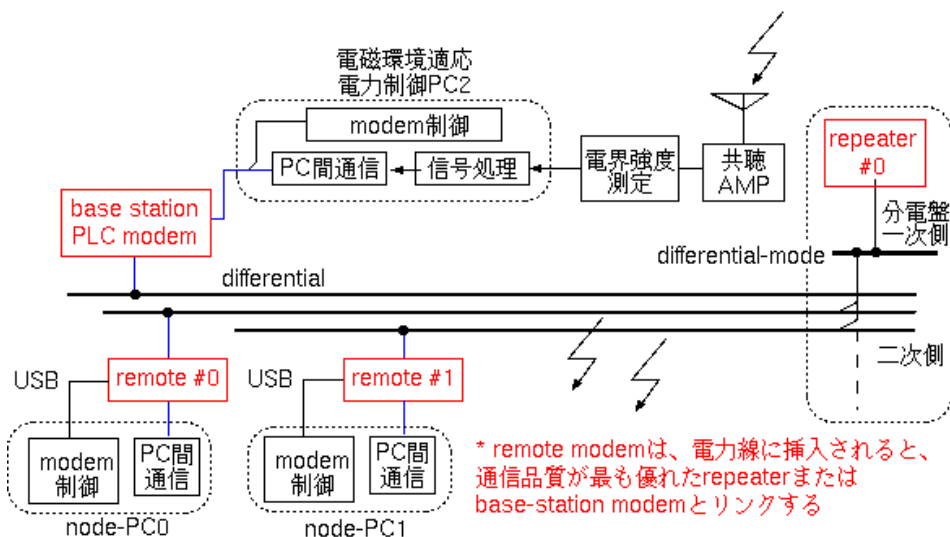 電磁環境適応
電力制御PC2
modem制御
PC間通信
信号処理
電界強度
測定
共聴
AMP
repeater
#0
base station
PLC modem
分電盤
一次側
differential-mode
differential
二次側
USB
remote #0
USB
remote #1
modem
制御
PC間
通信
modem
制御
PC間
通信
node-PC0
node-PC1
* remote modemは、電力線に挿入されると、
通信品質が最も優れたrepeaterまたは
base-station modemとリンクする